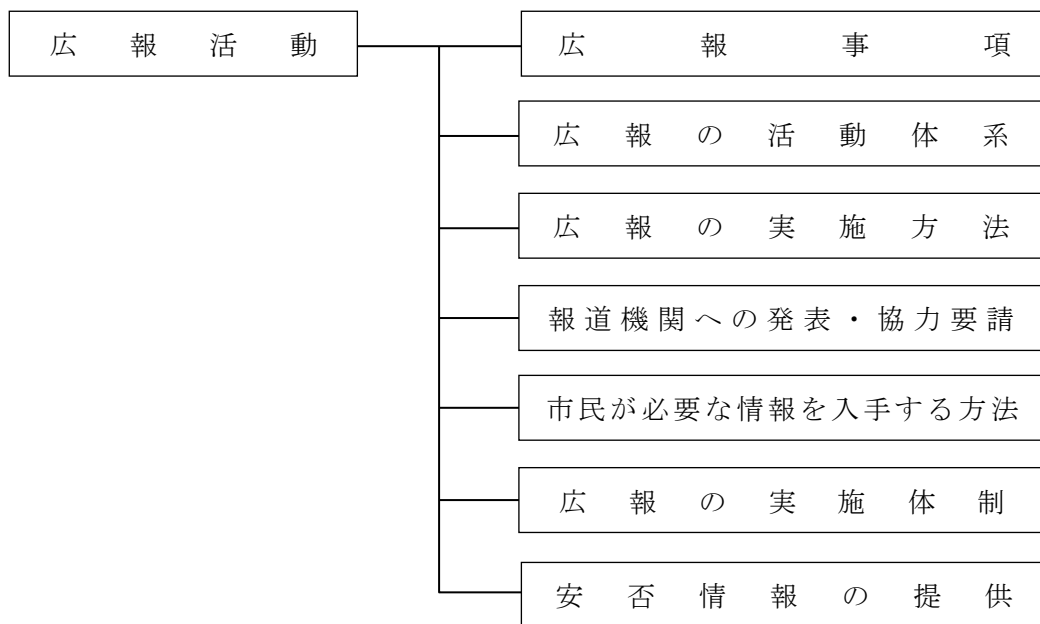 広報活動
広報事項
広報の活動体系
広報の実施方法
報道機関への発表・協力要請
市民が必要な情報を入手する方法
広報の実施体制
安否情報の提供